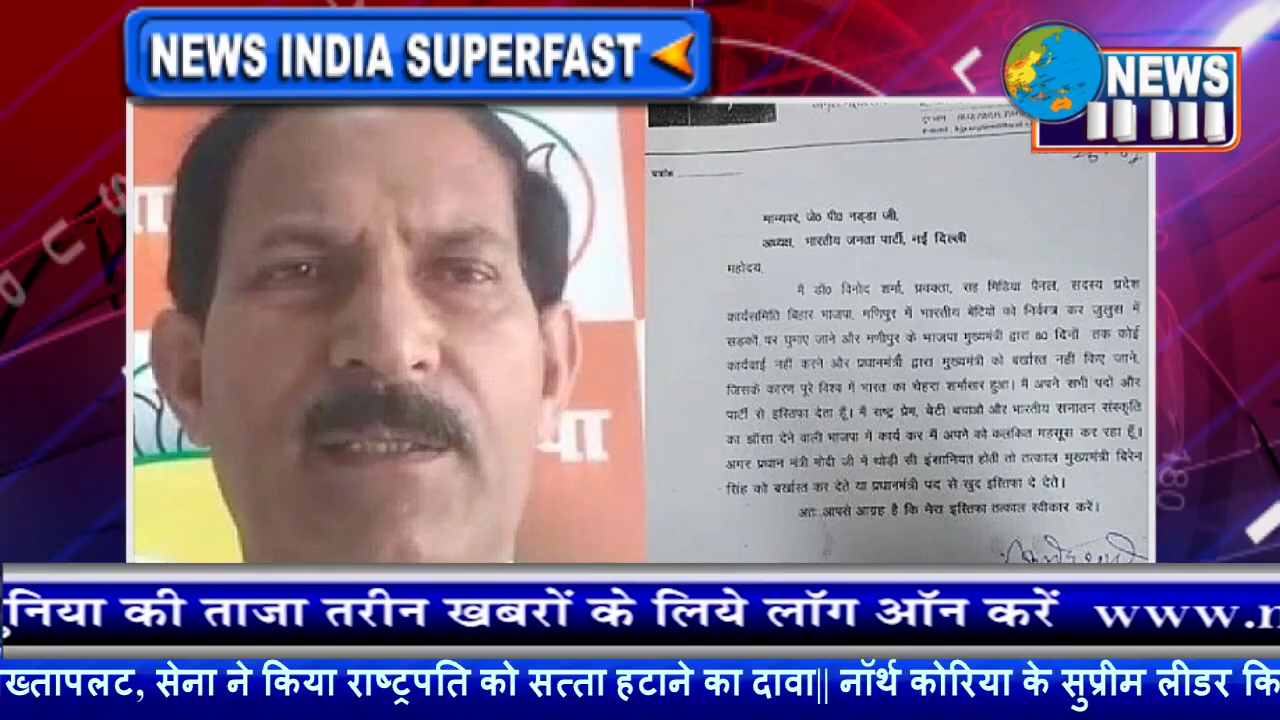 NEWS INDIA SUPERFAST
NEWS
पत्रांक
मान्यवर, जे० पी० नड्डा जी,
अध्यक्ष, भारतीय जनता पार्टी, नई दिल्ली
महोदय,
मै डॉ० विनोद शर्मा, प्रवक्ता, सह मिडिया पेनल, सदस्य प्रदेश
कार्यसमिति बिहार भाजपा, मणिपुर में भारतीय बेटियों को निर्वस्त्र कर जुलुस में
सड़कों पर घुमाए जाने और मणीपुर के भाजपा मुख्यमंत्री द्वारा 80 दिनों तक कोई
कार्यवाई नही करने और प्रधानमंत्री द्वारा मुख्यमंत्री को बर्खास्त नही किए जाने,
जिसके कारण पूरे विश्व में भारत का चेहरा शर्मासार हुआ। मैं अपने सभी पदों और
पार्टी से इस्तिफा देता हूँ। मै राष्ट्र प्रेम, बेटी बचाओ और भारतीय सनातन संस्कृति
का झाँसा देने वाली भाजपा में कार्य कर मैं अपने को कलंकित महसूस कर रहा हूँ।
अगर प्रधान मंत्री मोदी जी में थोड़ी सी इंसानियत होती तो तत्काल मुख्यमंत्री बिरेन
सिंह को बर्खास्त कर देते या प्रधानमंत्री पद से खुद इस्तिफा दे देते।
अतः आपसे आग्रह है कि मेरा इस्तिफा तत्काल स्वीकार करें।
दुनिया की ताजा तरीन खबरों के लिये लॉग ऑन करें www.n
ख्तापलट, सेना ने किया राष्ट्रपति को सत्ता हटाने का दावा|| नॉर्थ कोरिया के सुप्रीम लीडर कि